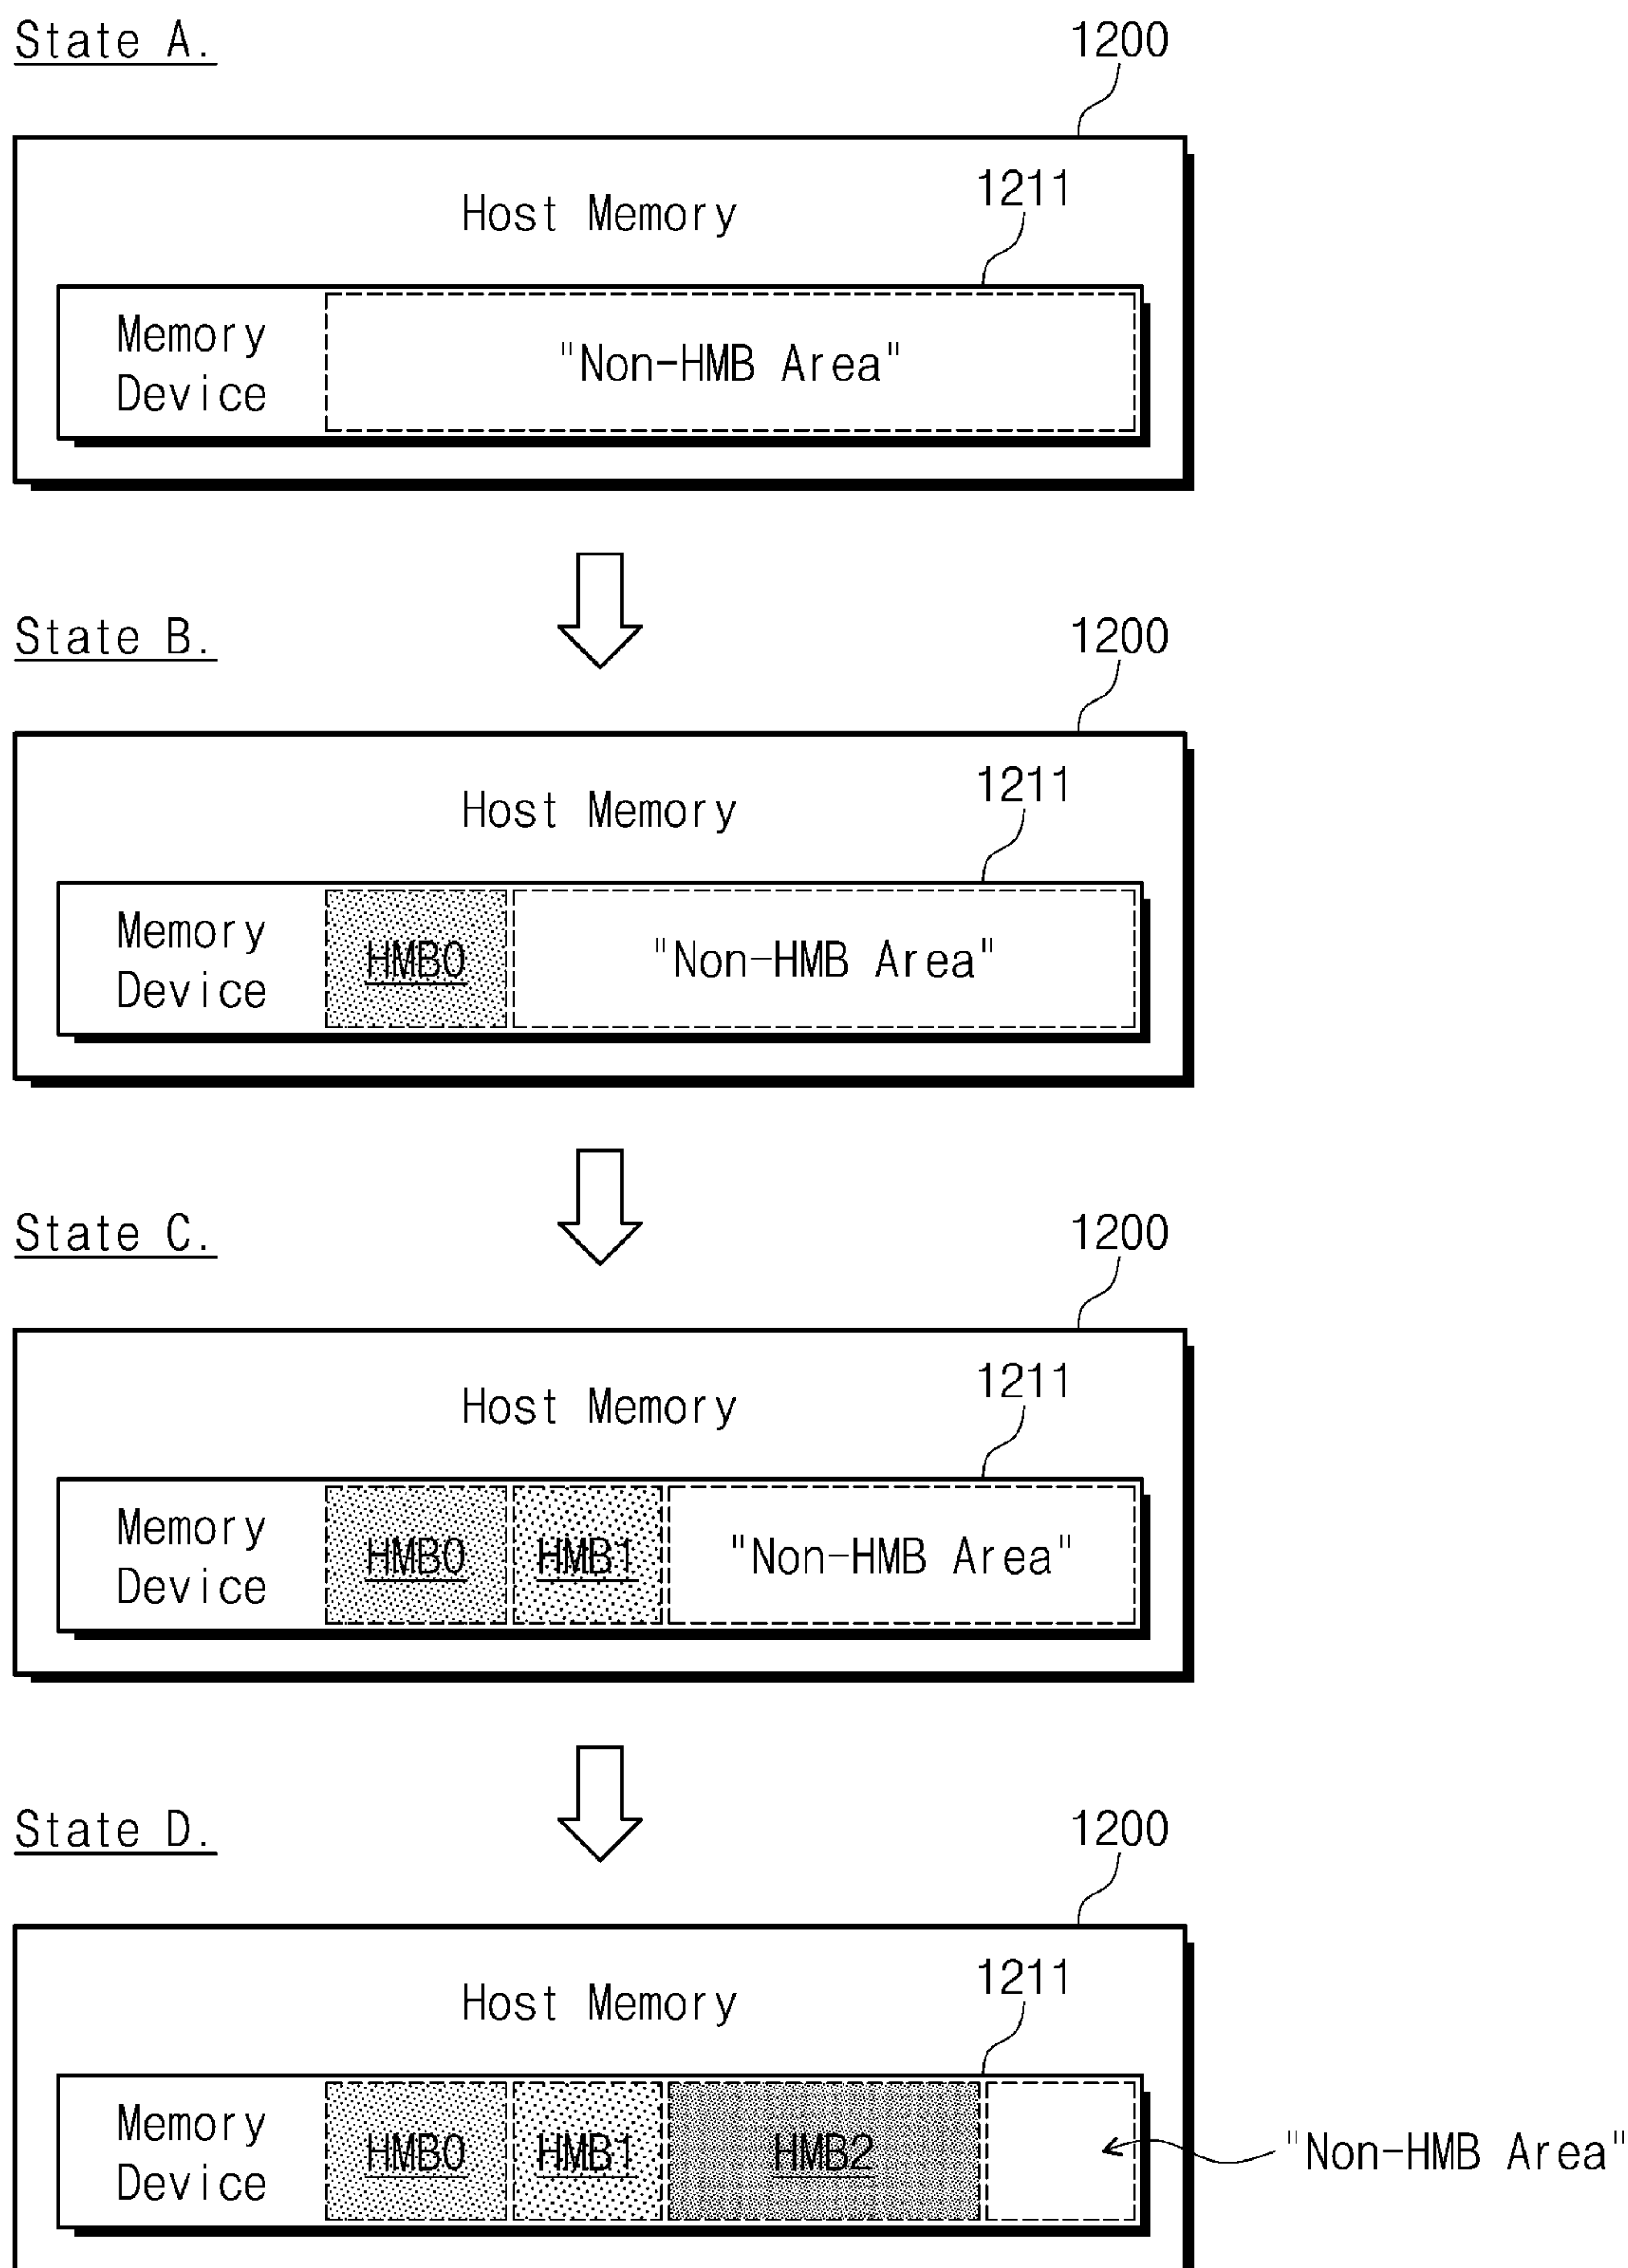 State A.
1200
Host Memory
1211
Memory
Device
"Non-HMB Area"
State B.
1200
Host Memory
1211
Memory
Device
HMB0
"Non-HMB Area"
State C.
1200
Host Memory
1211
Memory
Device
HMB0
HMB1
"Non-HMB Area"
State D.
1200
Host Memory
1211
Memory
Device
HMB0
HMB1
HMB2
"Non-HMB Area"